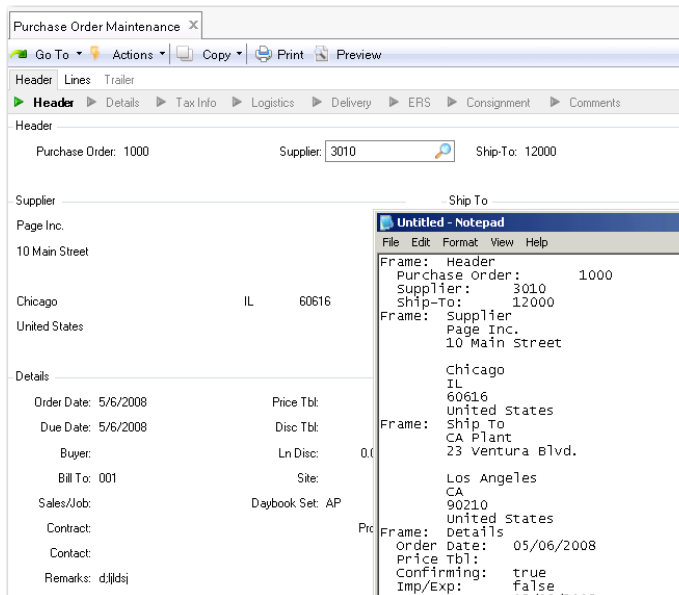 Purchase Order Maintenance X
Go To Actions Copy Print Preview
Header Lines Trailer
Header Details Tax Info Logistics Delivery ERS Consignment Comments
Header
Purchase Order: 1000 Supplier: 3010 Ship-To: 12000
Supplier Ship To
Page Inc.
10 Main Street
Chicago IL 60616
United States
Details
Order Date: 5/6/2008 Price Tbl:
Due Date: 5/6/2008 Disc Tbl:
Buyer: Ln Disc: 0.0
Bill To: 001 Site:
Sales/Job: Daybook Set: AP
Contract: Pro
Contact:
Remarks: d;ljldsj
Untitled - Notepad
File Edit Format View Help
Frame: Header
Purchase Order: 1000
Supplier: 3010
Ship-To: 12000
Frame: Supplier
Page Inc.
10 Main Street
Chicago
IL
60616
United States
Frame: Ship To
CA Plant
23 Ventura Blvd.
Los Angeles
CA
90210
United States
Frame: Details
Order Date: 05/06/2008
Price Tbl:
Confirming: true
Imp/Exp: false